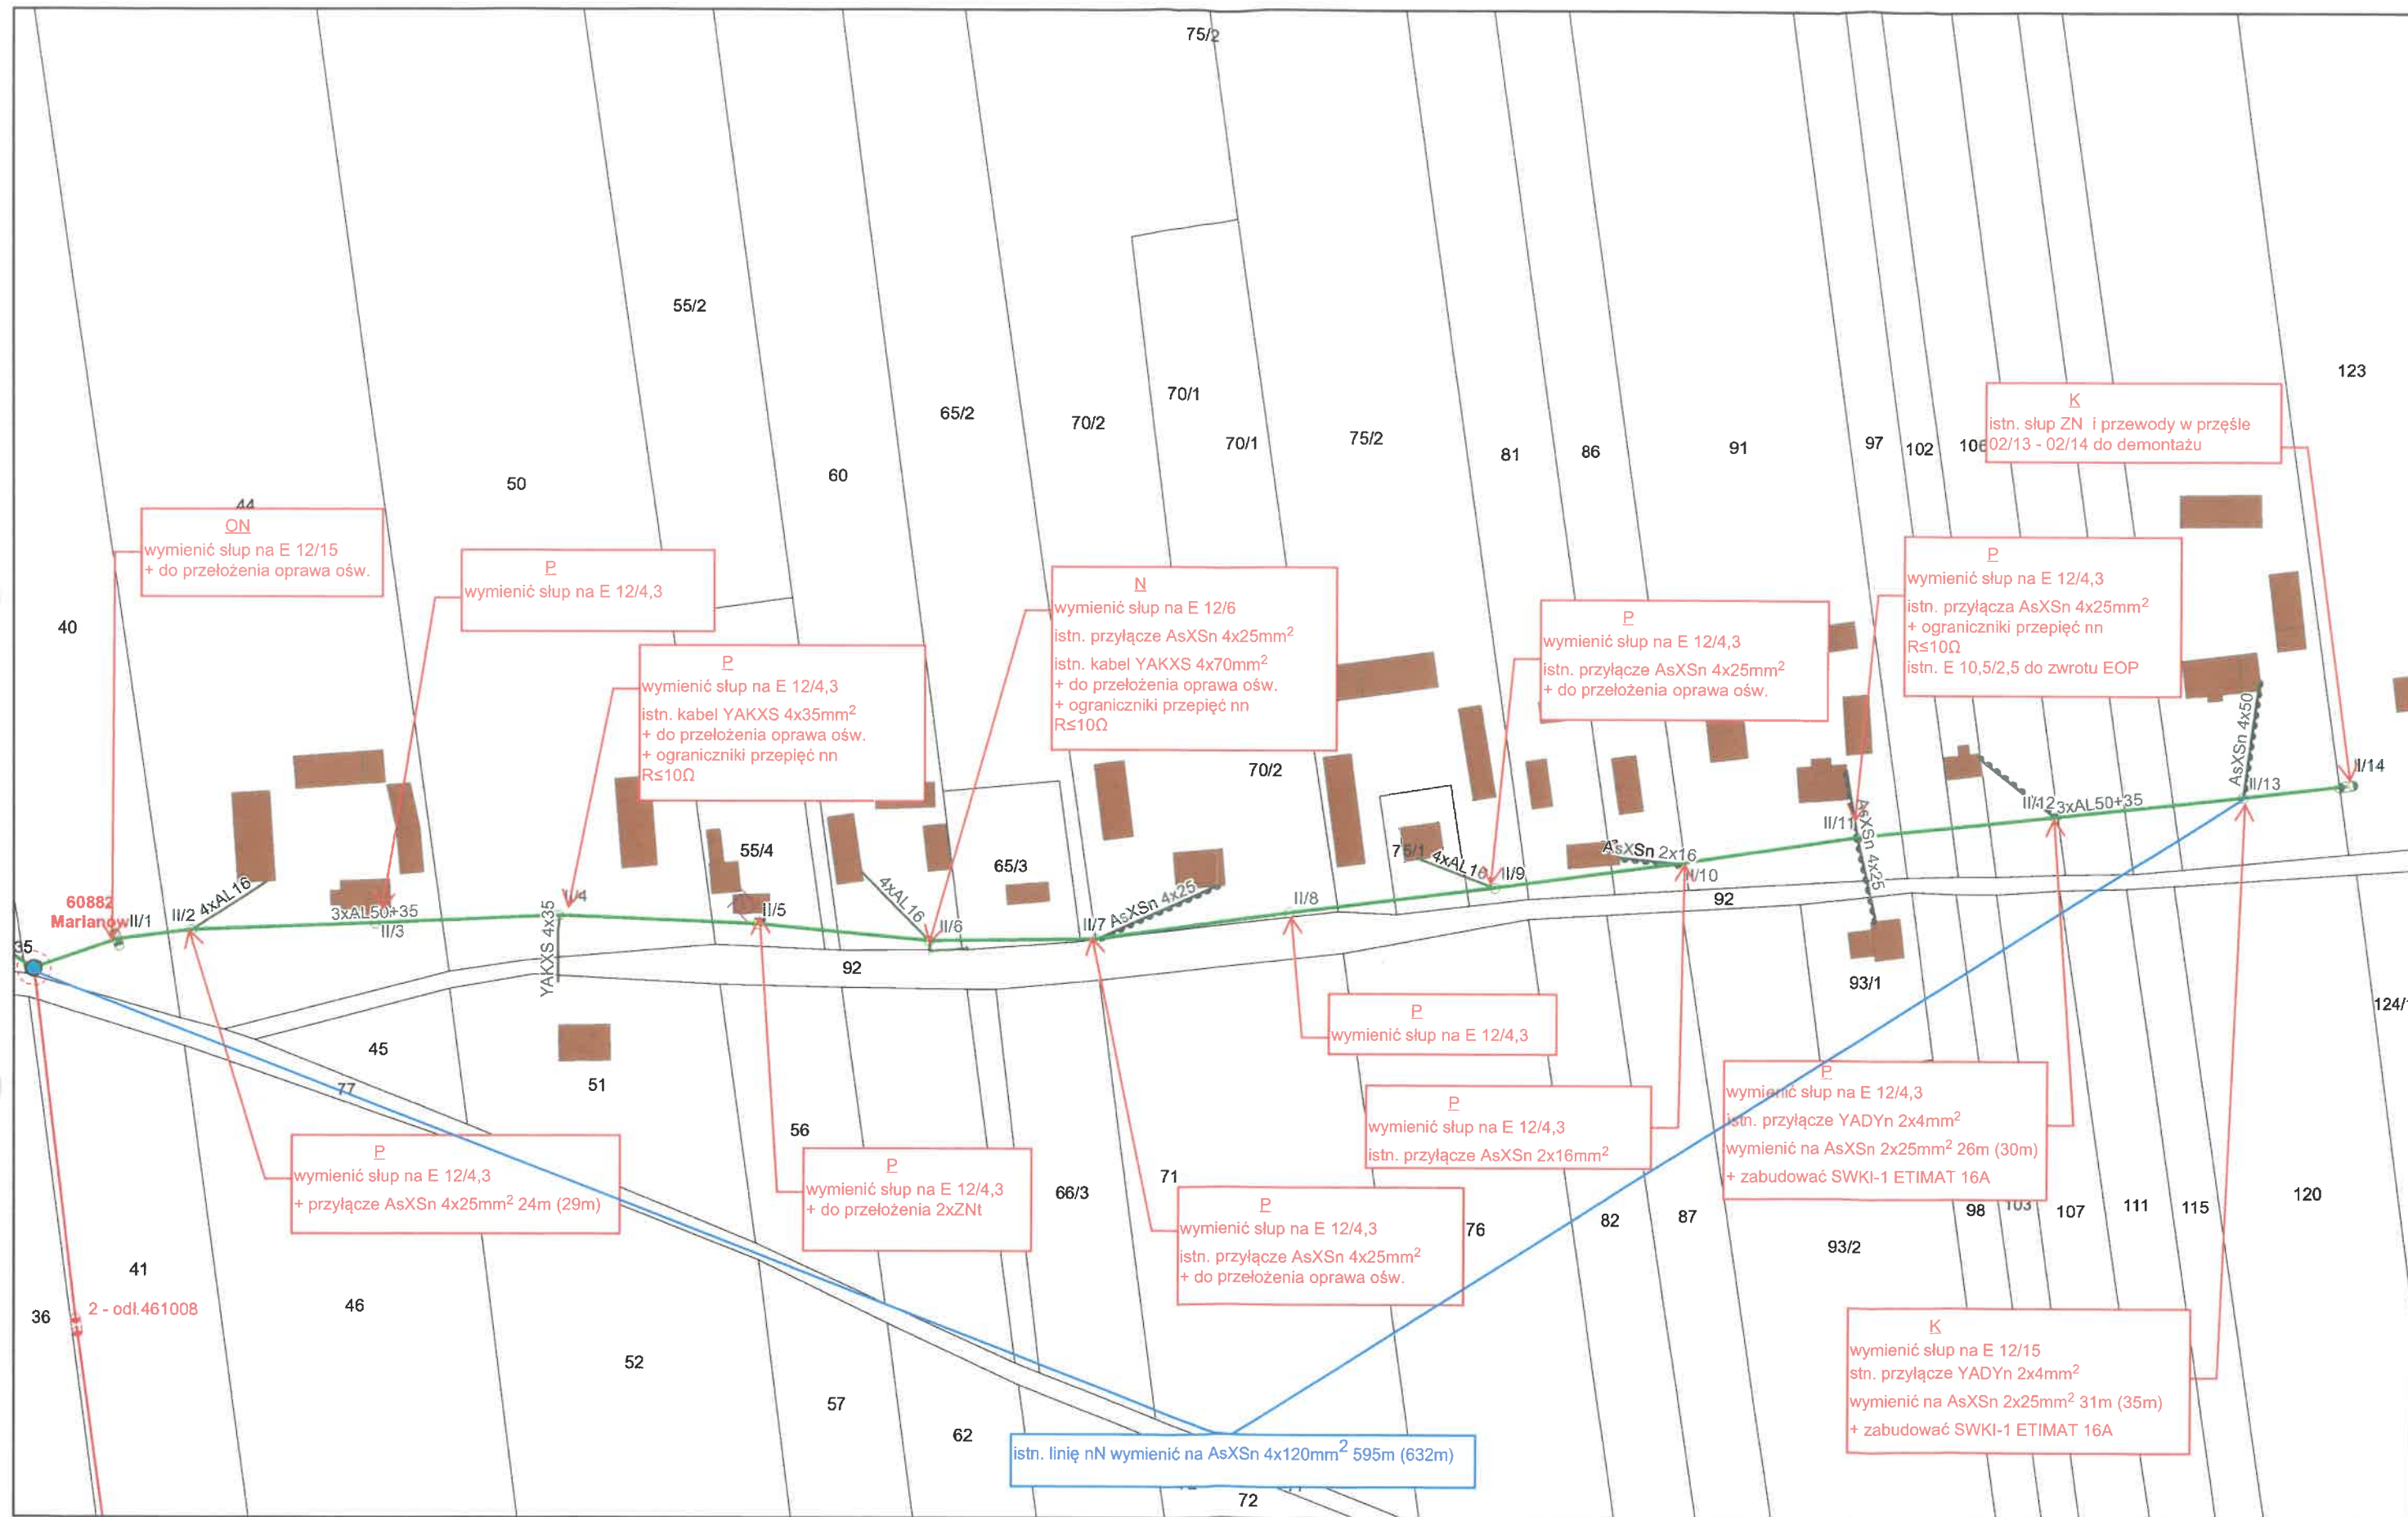 75/2
55/2
123
70/1
65/2
70/2
70/1
75/2
81
86
91
97
102
106
K
istn. słup ZN i przewody w przęśle
02/13 - 02/14 do demontażu
50
60
44
ON
wymienić słup na E 12/15
+ do przełożenia oprawa ośw.
P
wymienić słup na E 12/4,3
N
wymienić słup na E 12/6
istn. przyłącze AsXSn 4x25mm²
istn. kabel YAKXS 4x70mm²
+ do przełożenia oprawa ośw.
+ ograniczniki przepięć nn
R≤10Ω
P
wymienić słup na E 12/4,3
istn. przyłącza AsXSn 4x25mm²
+ ograniczniki przepięć nn
R≤10Ω
istn. E 10,5/2,5 do zwrotu EOP
40
P
wymienić słup na E 12/4,3
istn. kabel YAKXS 4x35mm²
+ do przełożenia oprawa ośw.
+ ograniczniki przepięć nn
R≤10Ω
P
wymienić słup na E 12/4,3
istn. przyłącze AsXSn 4x25mm²
+ do przełożenia oprawa ośw.
70/2
AsXSn 4x50
II/13
II/14
II/12
3xAL50+35
II/11
AsXSn 4x25
55/4
65/3
75/1
4xAL16
II/9
AsXSn 2x16
II/10
92
60882
Marianów
II/1
II/2
4xAL16
3xAL50+35
II/3
II/4
YAKXS 4x35
II/5
4xAL16
II/6
II/7
AsXSn 4x25
II/8
35
92
93/1
124/
45
77
51
P
wymienić słup na E 12/4,3
P
wymienić słup na E 12/4,3
istn. przyłącze AsXSn 2x16mm²
P
wymienić słup na E 12/4,3
istn. przyłącze YADYn 2x4mm²
wymienić na AsXSn 2x25mm² 26m (30m)
+ zabudować SWKI-1 ETIMAT 16A
56
P
wymienić słup na E 12/4,3
+ przyłącze AsXSn 4x25mm² 24m (29m)
P
wymienić słup na E 12/4,3
+ do przełożenia 2xZNt
66/3
71
P
wymienić słup na E 12/4,3
istn. przyłącze AsXSn 4x25mm²
+ do przełożenia oprawa ośw.
76
82
87
93/2
98
103
107
111
115
120
41
36
2 - odł.461008
46
52
57
62
K
wymienić słup na E 12/15
stn. przyłącze YADYn 2x4mm²
wymienić na AsXSn 2x25mm² 31m (35m)
+ zabudować SWKI-1 ETIMAT 16A
istn. linię nN wymienić na AsXSn 4x120mm² 595m (632m)
72